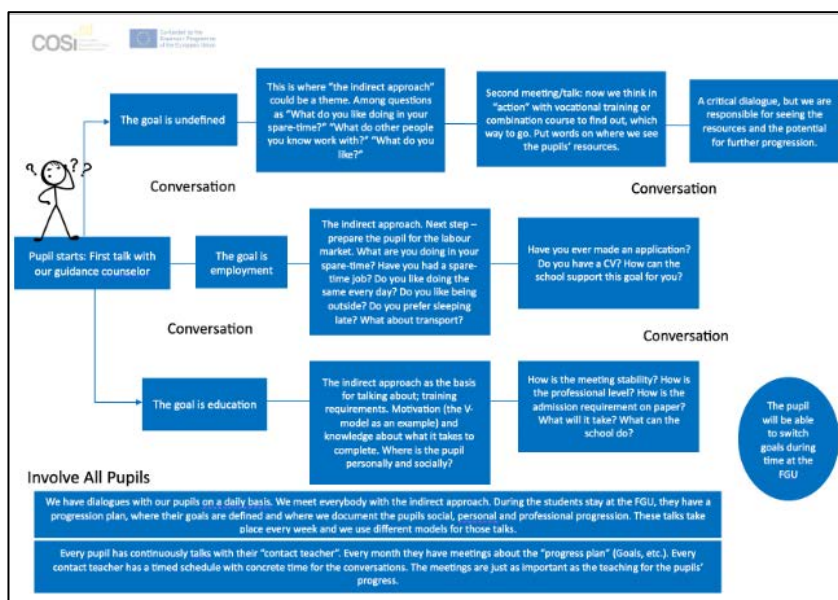 COSi
Co-funded by the
Erasmus+ Programme
of the European Union
The goal is undefined
This is where "the indirect approach"
could be a theme. Among questions
as "What do you like doing in your
spare-time?" "What do other people
you know work with?" "What do
you like?"
Second meeting/talk: now we think in
"action" with vocational training or
combination course to find out, which
way to go. Put words on where we see
the pupils' resources.
A critical dialogue, but we are
responsible for seeing the
resources and the potential
for further progression.
? ? ?
Conversation
Conversation
Pupil starts: First talk with
our guidance counselor
The goal is
employment
The indirect approach. Next step –
prepare the pupil for the labour
market. What are you doing in your
spare-time? Have you had a spare-
time job? Do you like doing the
same every day? Do you like being
outside? Do you prefer sleeping
late? What about transport?
Have you ever made an application?
Do you have a CV? How can the
school support this goal for you?
Conversation
Conversation
The goal is education
The indirect approach as the basis
for talking about; training
requirements. Motivation (the V-
model as an example) and
knowledge about what it takes to
complete. Where is the pupil
personally and socially?
How is the meeting stability? How is
the professional level? How is the
admission requirement on paper?
What will it take? What can the
school do?
The pupil
will be able
to switch
goals during
time at the
FGU
Involve All Pupils
We have dialogues with our pupils on a daily basis. We meet everybody with the indirect approach. During the students stay at the FGU, they have a
progression plan, where their goals are defined and where we document the pupils social, personal and professional progression. These talks take
place every week and we use different models for those talks.
Every pupil has continuously talks with their "contact teacher". Every month they have meetings about the "progress plan" (Goals, etc.). Every
contact teacher has a timed schedule with concrete time for the conversations. The meetings are just as important as the teaching for the pupils'
progress.